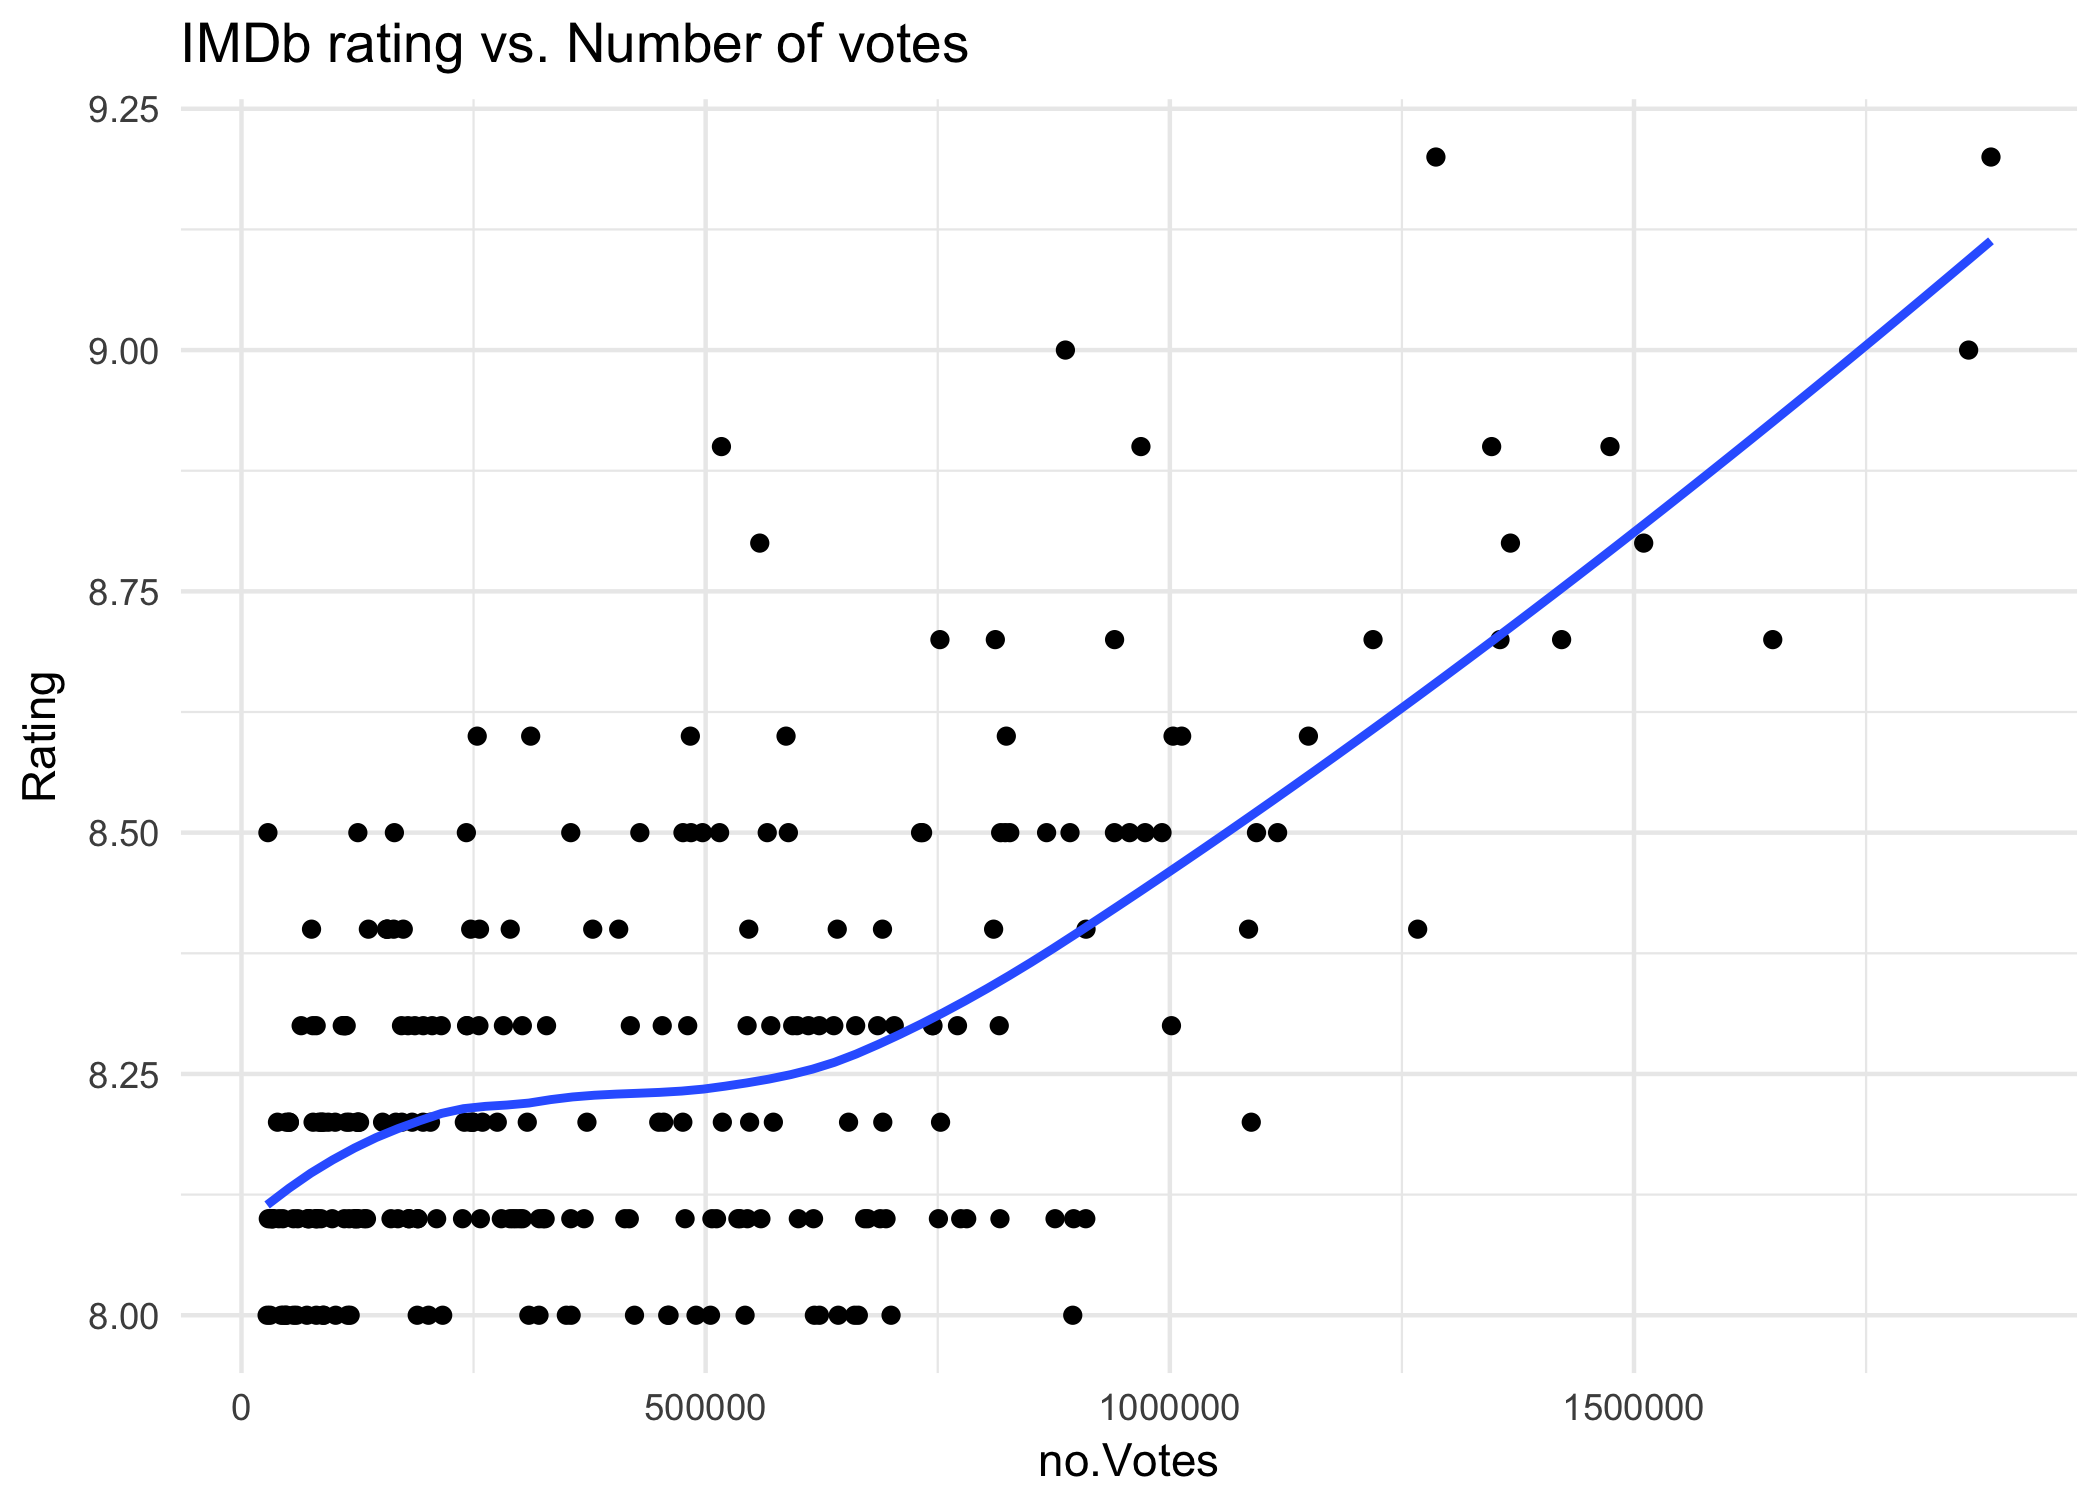 IMDb rating vs. Number of votes
9.25
9.00
8.75
8.50
8.25
8.00
Rating
0 500000 1000000 1500000
no.Votes